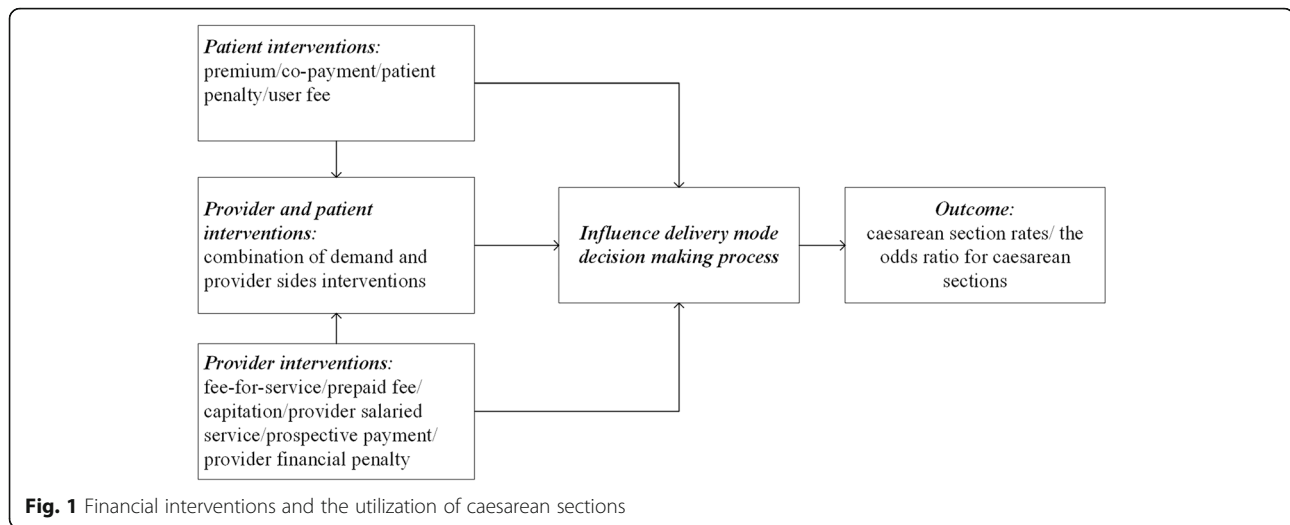 Patient interventions:
premium/co-payment/patient
penalty/user fee
Provider and patient
interventions:
combination of demand and
provider sides interventions
Provider interventions:
fee-for-service/prepaid fee/
capitation/provider salaried
service/prospective payment/
provider financial penalty
Influence delivery mode
decision making process
Outcome:
caesarean section rates/ the
odds ratio for caesarean
sections
Fig. 1 Financial interventions and the utilization of caesarean sections